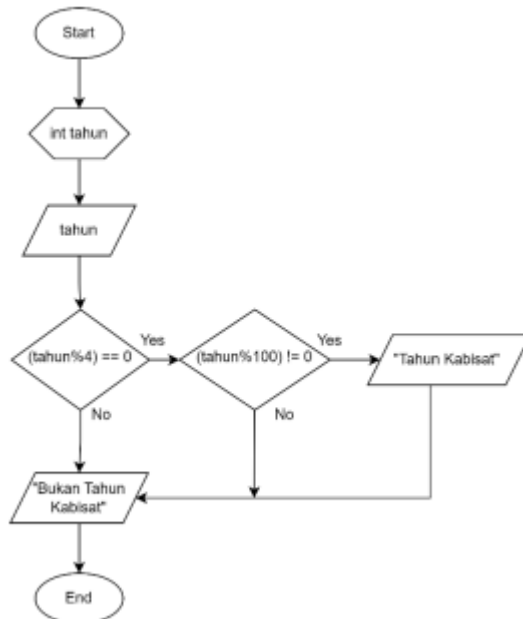 Start
int tahun
tahun
(tahun%4) == 0
Yes
(tahun%100) != 0
Yes
"Tahun Kabisat"
No
No
"Bukan Tahun
Kabisat"
End